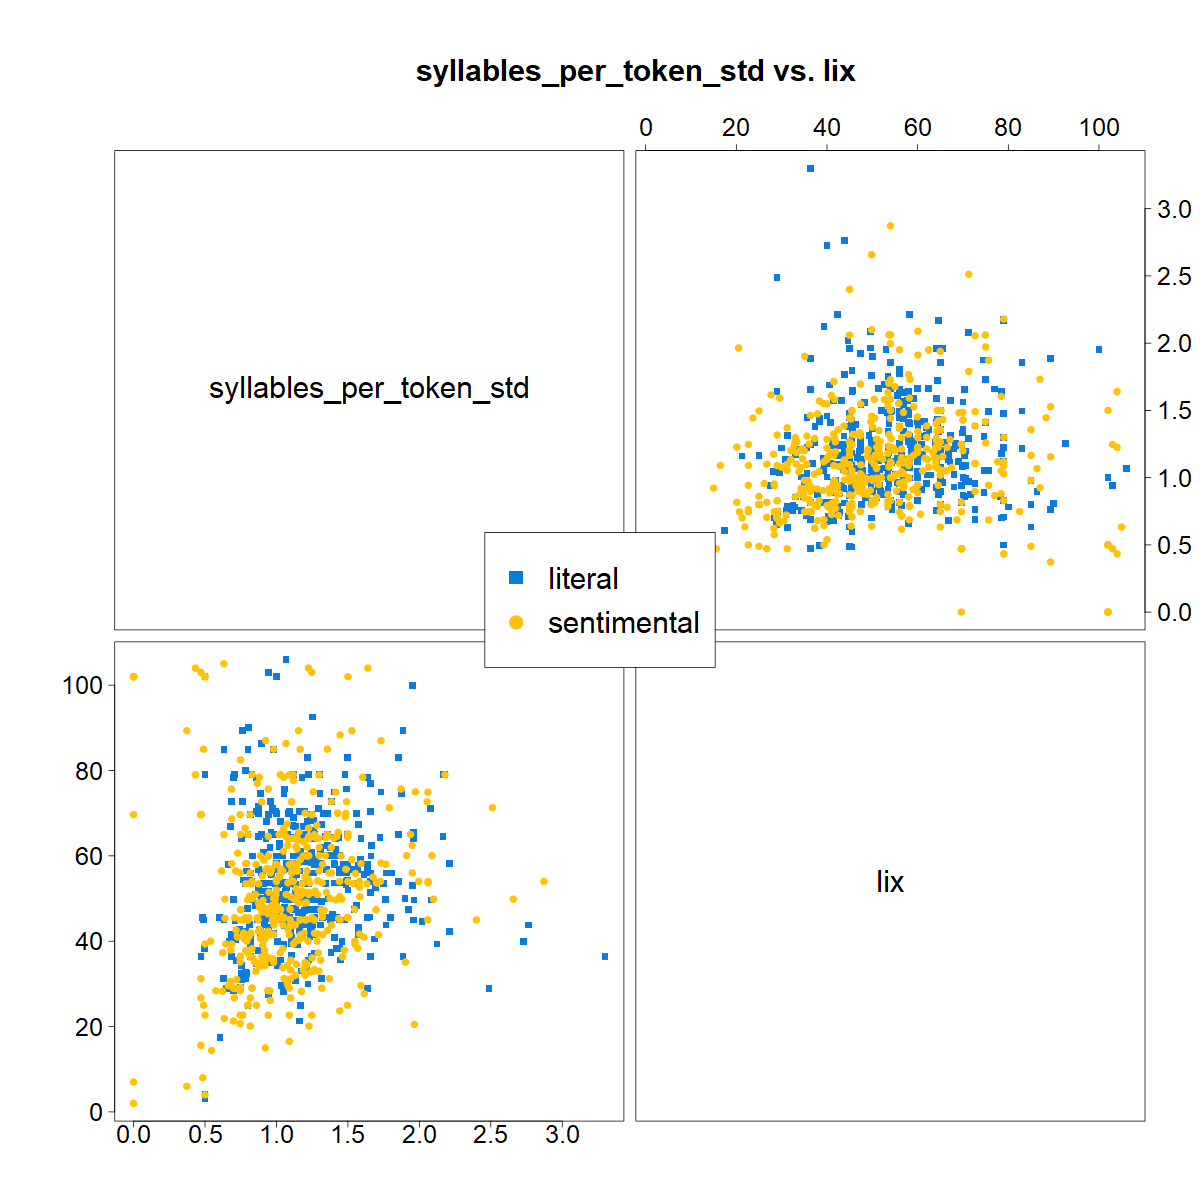 syllables_per_token_std vs. lix
0 20 40 60 80 100
syllables_per_token_std
3.0
2.5
2.0
1.5
1.0
0.5
0.0
literal
sentimental
100
80
60
40
20
0
lix
0.0 0.5 1.0 1.5 2.0 2.5 3.0